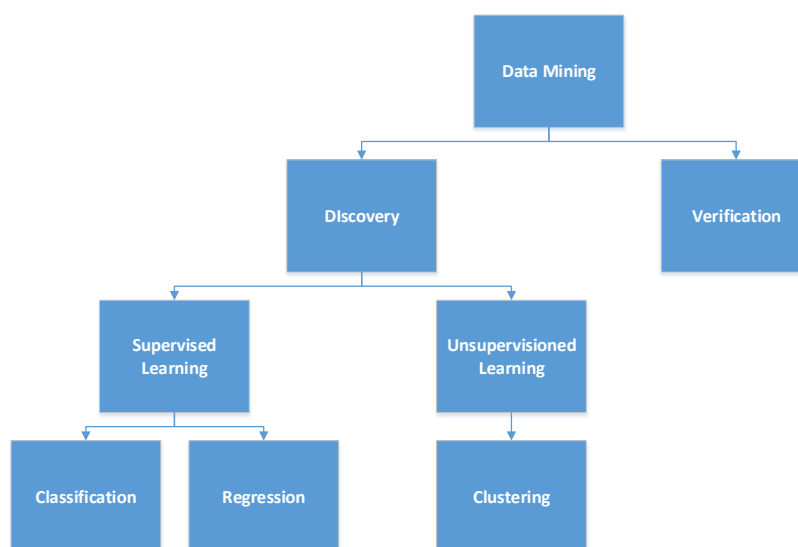 Data Mining
DIscovery
Verification
Supervised
Learning
Unsupervisioned
Learning
Classification
Regression
Clustering